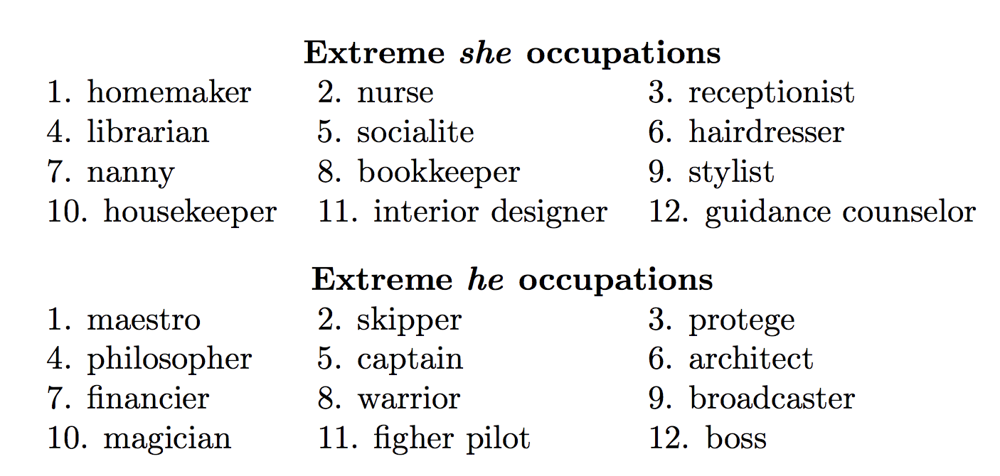 Extreme she occupations
1. homemaker 2. nurse 3. receptionist
4. librarian 5. socialite 6. hairdresser
7. nanny 8. bookkeeper 9. stylist
10. housekeeper 11. interior designer 12. guidance counselor
Extreme he occupations
1. maestro 2. skipper 3. protege
4. philosopher 5. captain 6. architect
7. financier 8. warrior 9. broadcaster
10. magician 11. figher pilot 12. boss